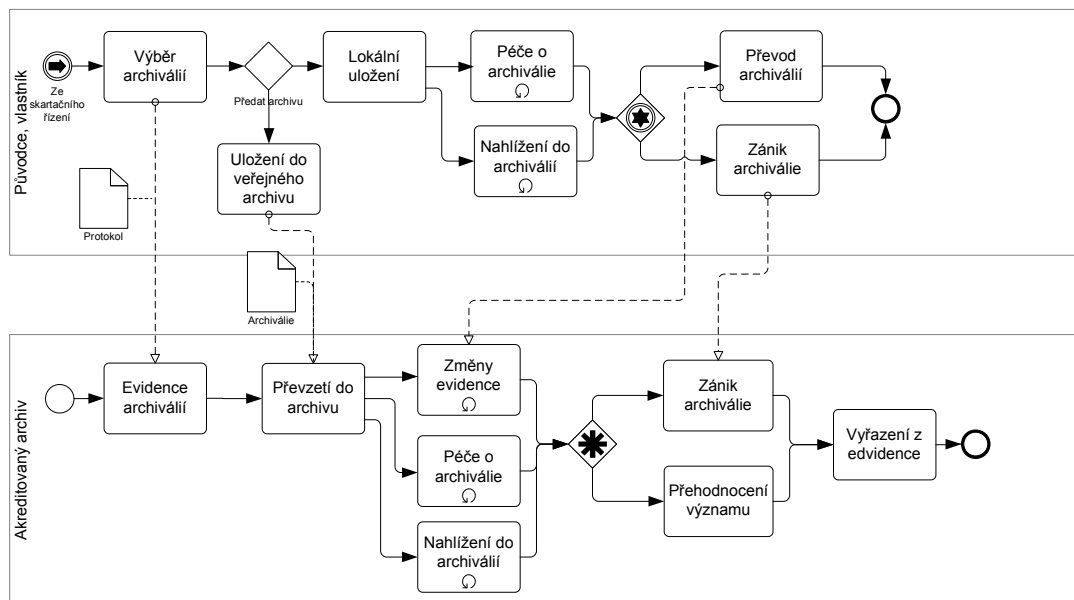 Původce, vlastník
Ze
skartačního
řízení
Výběr
archiválií
Předat archivu
Lokální
uložení
Péče o
archiválie
Nahlížení do
archiválií
Převod
archiválií
Zánik
archiválie
Uložení do
veřejného
archivu
Protokol
Archiválie
Akreditovaný archiv
Evidence
archiválií
Převzetí do
archivu
Změny
evidence
Péče o
archiválie
Nahlížení do
archiválií
Zánik
archiválie
Přehodnocení
významu
Vyřazení z
edvidence